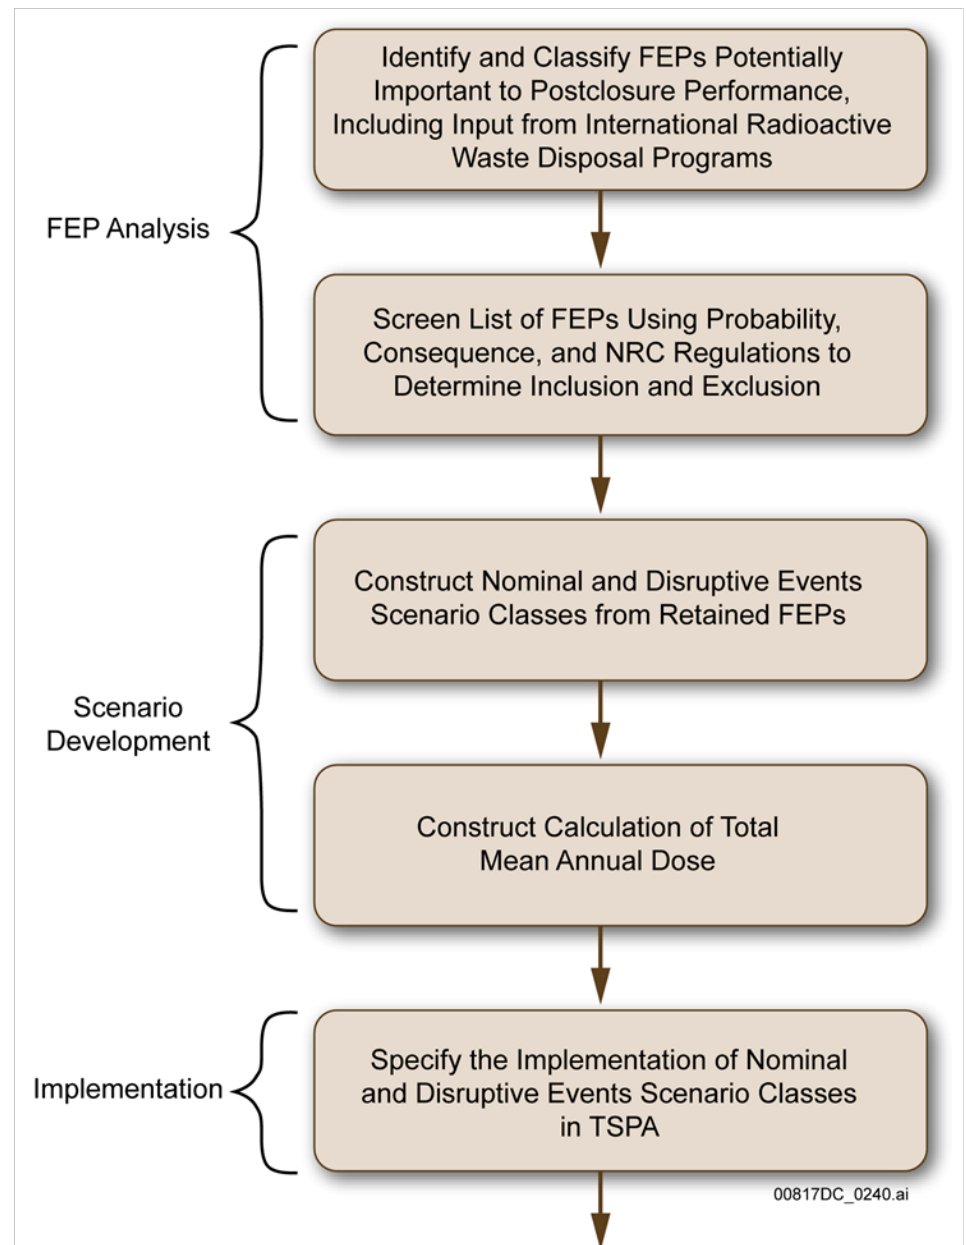 Identify and Classify FEPs Potentially
Important to Postclosure Performance,
Including Input from International Radioactive
Waste Disposal Programs
FEP Analysis
Screen List of FEPs Using Probability,
Consequence, and NRC Regulations to
Determine Inclusion and Exclusion
Construct Nominal and Disruptive Events
Scenario Classes from Retained FEPs
Scenario
Development
Construct Calculation of Total
Mean Annual Dose
Implementation
Specify the Implementation of Nominal
and Disruptive Events Scenario Classes
in TSPA
00817DC_0240.ai